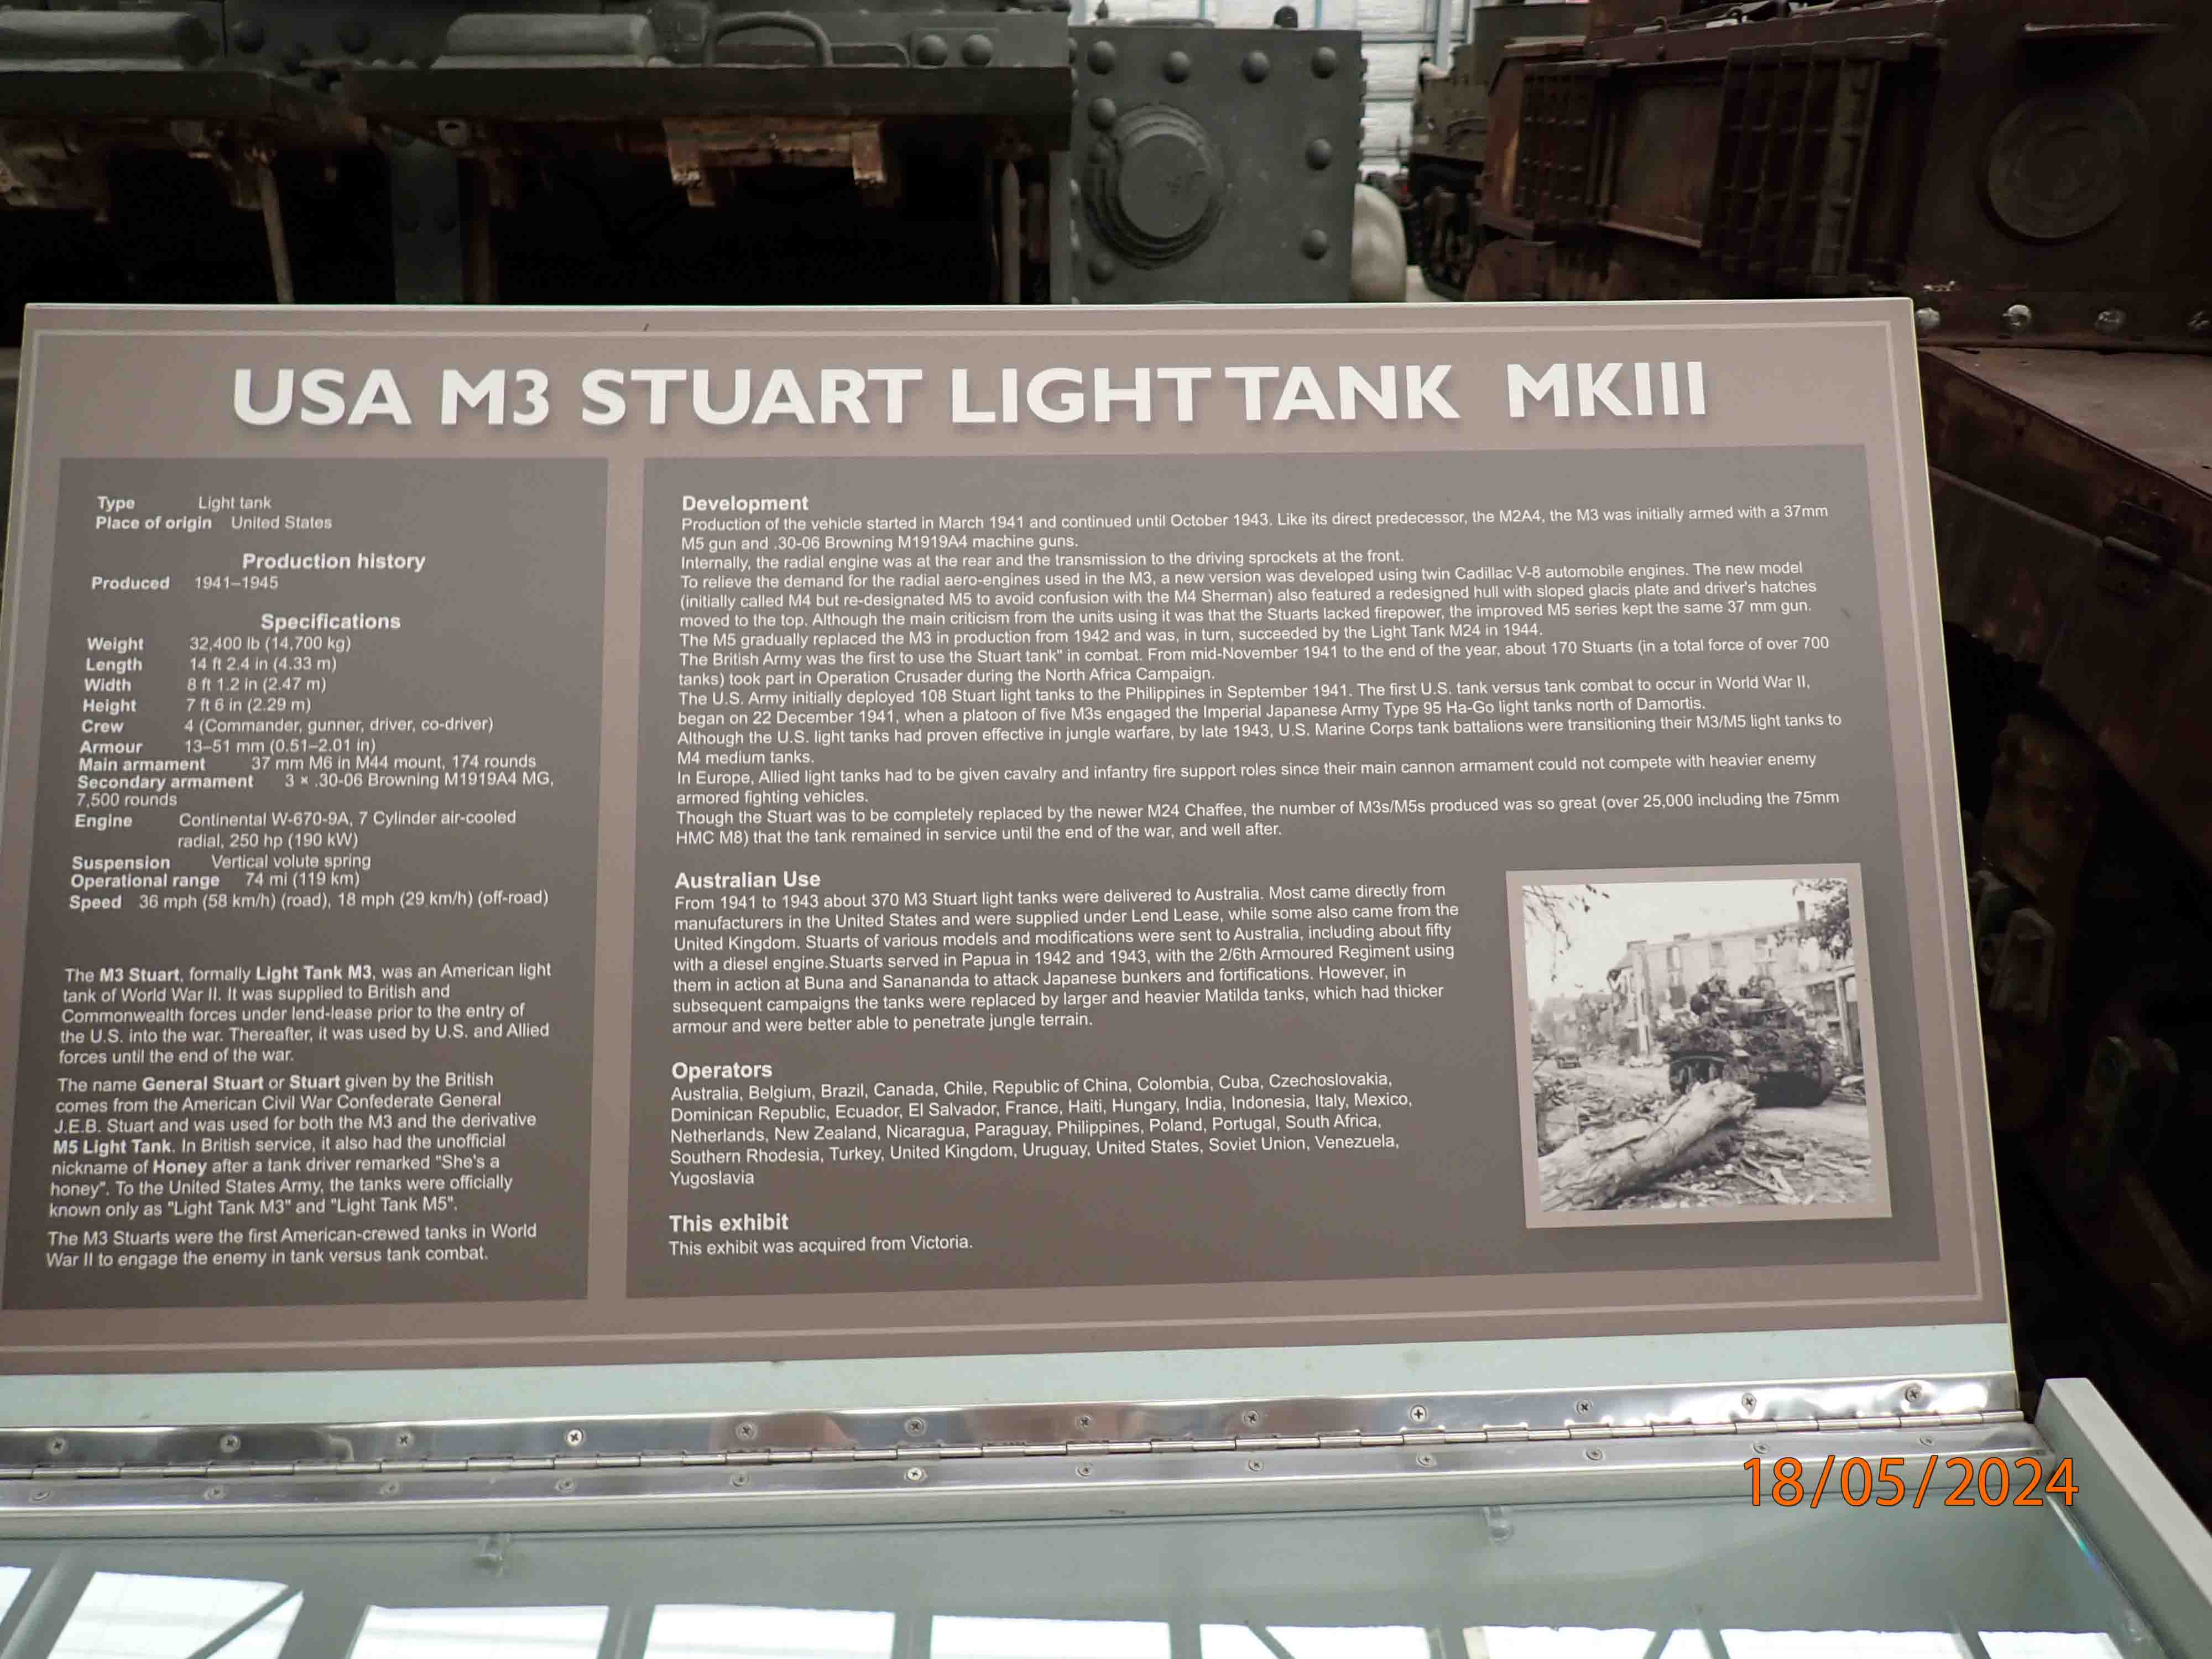 USA M3 STUART LIGHT TANK MKIII
Type Light tank
Place of origin United States
Production history
Produced 1941–1945
Specifications
Weight 32,400 lb (14,700 kg)
Length 14 ft 2.4 in (4.33 m)
Width 8 ft 1.2 in (2.47 m)
Height 7 ft 6 in (2.29 m)
Crew 4 (Commander, gunner, driver, co-driver)
Armour 13–51 mm (0.51–2.01 in)
Main armament 37 mm M6 in M44 mount, 174 rounds
Secondary armament 3 × .30-06 Browning M1919A4 MG,
7,500 rounds
Engine Continental W-670-9A, 7 Cylinder air-cooled
radial, 250 hp (190 kW)
Suspension Vertical volute spring
Operational range 74 mi (119 km)
Speed 36 mph (58 km/h) (road), 18 mph (29 km/h) (off-road)
The M3 Stuart, formally Light Tank M3, was an American light
tank of World War II. It was supplied to British and
Commonwealth forces under lend-lease prior to the entry of
the U.S. into the war. Thereafter, it was used by U.S. and Allied
forces until the end of the war.
The name General Stuart or Stuart given by the British
comes from the American Civil War Confederate General
J.E.B. Stuart and was used for both the M3 and the derivative
M5 Light Tank. In British service, it also had the unofficial
nickname of Honey after a tank driver remarked "She's a
honey". To the United States Army, the tanks were officially
known only as "Light Tank M3" and "Light Tank M5".
The M3 Stuarts were the first American-crewed tanks in World
War II to engage the enemy in tank versus tank combat.
Development
Production of the vehicle started in March 1941 and continued until October 1943. Like its direct predecessor, the M2A4, the M3 was initially armed with a 37mm
M5 gun and .30-06 Browning M1919A4 machine guns.
Internally, the radial engine was at the rear and the transmission to the driving sprockets at the front.
To relieve the demand for the radial aero-engines used in the M3, a new version was developed using twin Cadillac V-8 automobile engines. The new model
(initially called M4 but re-designated M5 to avoid confusion with the M4 Sherman) also featured a redesigned hull with sloped glacis plate and driver's hatches
moved to the top. Although the main criticism from the units using it was that the Stuarts lacked firepower, the improved M5 series kept the same 37 mm gun.
The M5 gradually replaced the M3 in production from 1942 and was, in turn, succeeded by the Light Tank M24 in 1944.
The British Army was the first to use the Stuart tank" in combat. From mid-November 1941 to the end of the year, about 170 Stuarts (in a total force of over 700
tanks) took part in Operation Crusader during the North Africa Campaign.
The U.S. Army initially deployed 108 Stuart light tanks to the Philippines in September 1941. The first U.S. tank versus tank combat to occur in World War II,
began on 22 December 1941, when a platoon of five M3s engaged the Imperial Japanese Army Type 95 Ha-Go light tanks north of Damortis.
Although the U.S. light tanks had proven effective in jungle warfare, by late 1943, U.S. Marine Corps tank battalions were transitioning their M3/M5 light tanks to
M4 medium tanks.
In Europe, Allied light tanks had to be given cavalry and infantry fire support roles since their main cannon armament could not compete with heavier enemy
armored fighting vehicles.
Though the Stuart was to be completely replaced by the newer M24 Chaffee, the number of M3s/M5s produced was so great (over 25,000 including the 75mm
HMC M8) that the tank remained in service until the end of the war, and well after.
Australian Use
From 1941 to 1943 about 370 M3 Stuart light tanks were delivered to Australia. Most came directly from
manufacturers in the United States and were supplied under Lend Lease, while some also came from the
United Kingdom. Stuarts of various models and modifications were sent to Australia, including about fifty
with a diesel engine.Stuarts served in Papua in 1942 and 1943, with the 2/6th Armoured Regiment using
them in action at Buna and Sanananda to attack Japanese bunkers and fortifications. However, in
subsequent campaigns the tanks were replaced by larger and heavier Matilda tanks, which had thicker
armour and were better able to penetrate jungle terrain.
Operators
Australia, Belgium, Brazil, Canada, Chile, Republic of China, Colombia, Cuba, Czechoslovakia,
Dominican Republic, Ecuador, El Salvador, France, Haiti, Hungary, India, Indonesia, Italy, Mexico,
Netherlands, New Zealand, Nicaragua, Paraguay, Philippines, Poland, Portugal, South Africa,
Southern Rhodesia, Turkey, United Kingdom, Uruguay, United States, Soviet Union, Venezuela,
Yugoslavia
This exhibit
This exhibit was acquired from Victoria.
18/05/2024